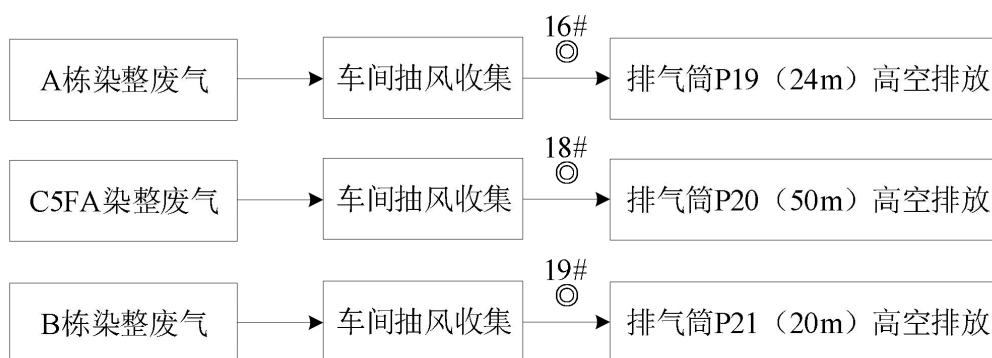 16#
A栋染整废气
车间抽风收集
排气筒P19（24m）高空排放
18#
C5FA染整废气
车间抽风收集
排气筒P20（50m）高空排放
19#
B栋染整废气
车间抽风收集
排气筒P21（20m）高空排放